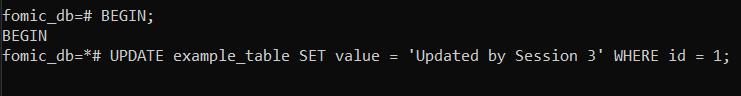 fomic_db=# BEGIN;
BEGIN
fomic_db=*# UPDATE example_table SET value = 'Updated by Session 3' WHERE id = 1;